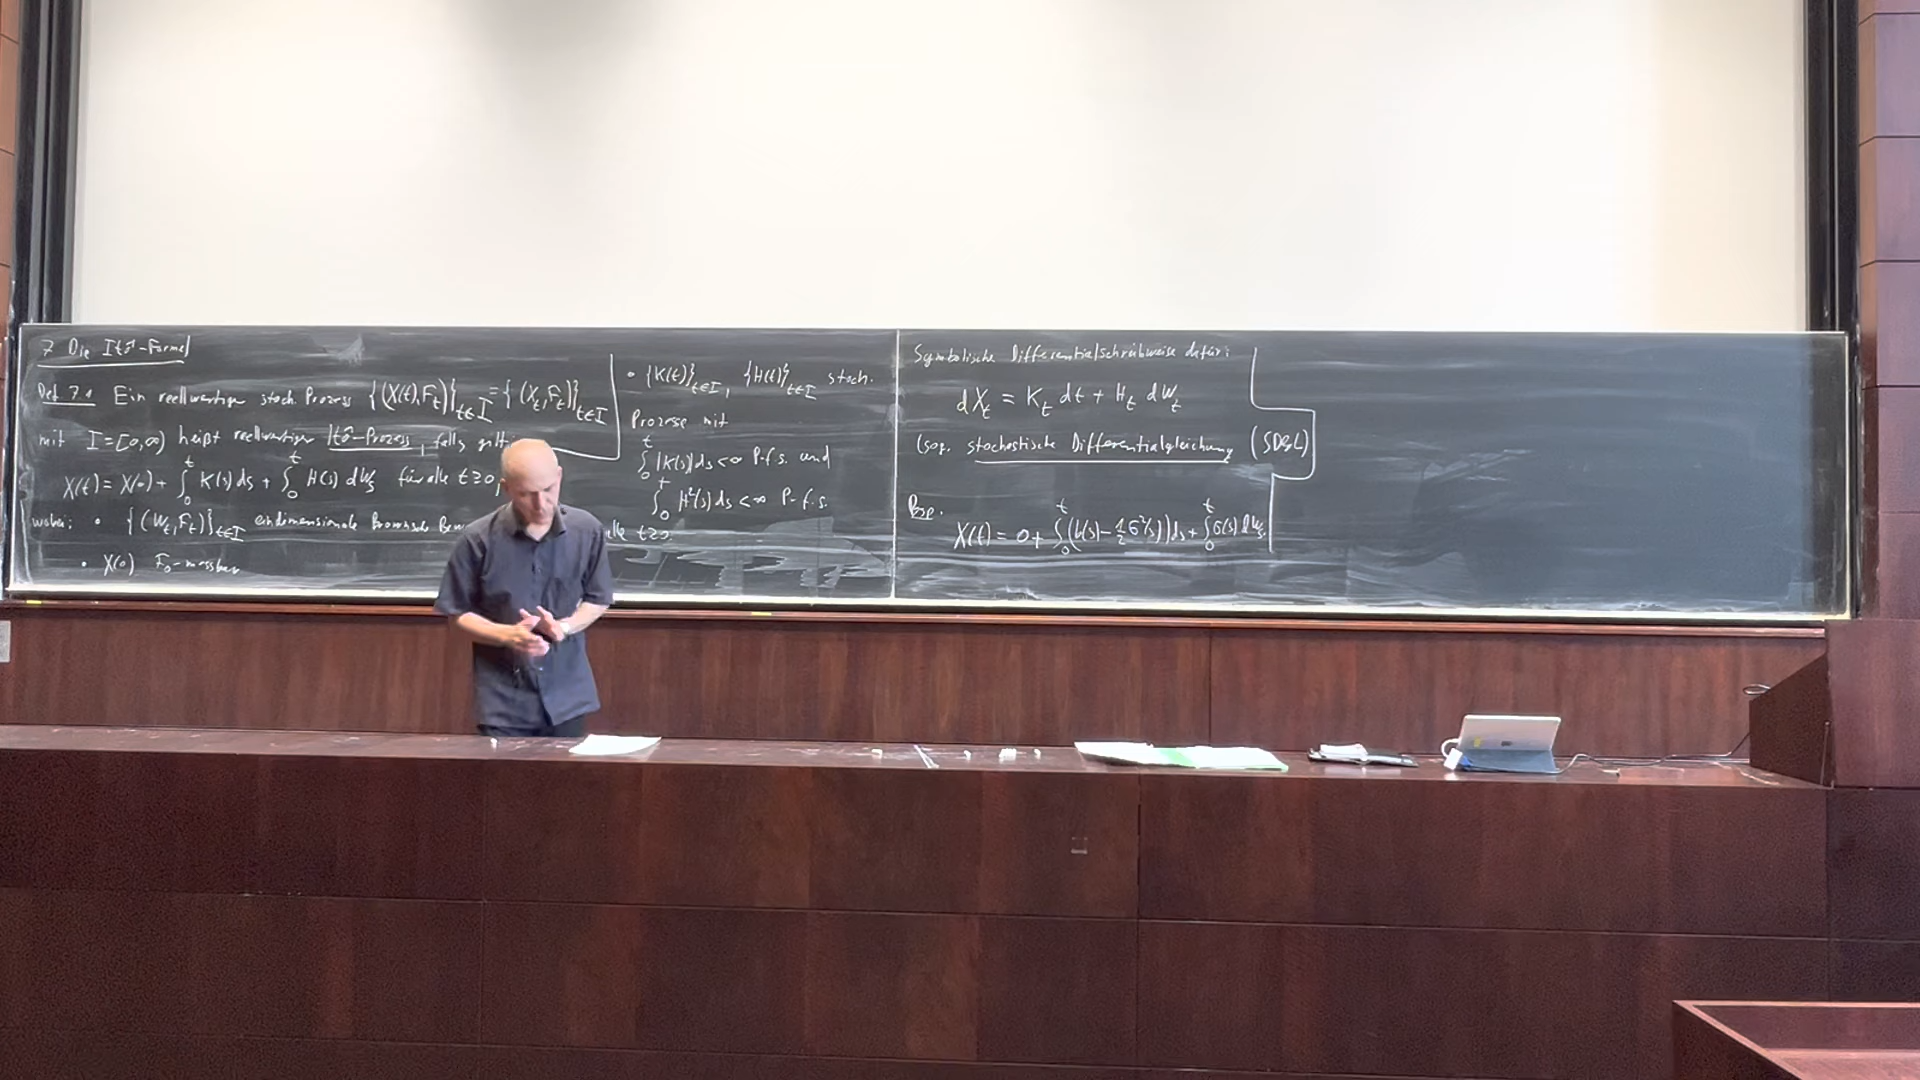 7 Die Itô-Formel
Def 7.1 Ein reellwertiger stoch. Prozess {(X(t),F_t)}_{t∈I} = {(X_t,F_t)}_{t∈I}
mit I=[0,∞) heißt reellwertiger Itô-Prozess, falls gilt
X(t) = X(0) + ∫_0^t K(s) ds + ∫_0^t H(s) dW_s für alle t≥0,
wobei: • {(W_t,F_t)}_{t∈I} eindimensionale Brownsche Bew
• X(0) F_0-messbar
• {K(t)}_{t∈I}, {H(t)}_{t∈I} stoch.
Prozesse mit
∫_0^t |K(s)| ds < ∞ P-f.s. und
∫_0^t H²(s) ds < ∞ P-f.s.
alle t≥0.
Symbolische Differentialschreibweise dafür:
dX_t = K_t dt + H_t dW_t
(sog. stochastische Differentialgleichung (SDGL)
Bsp.
X(t) = 0 + ∫_0^t (b(s) - 1/2 σ²(s)) ds + ∫_0^t σ(s) dW_s.